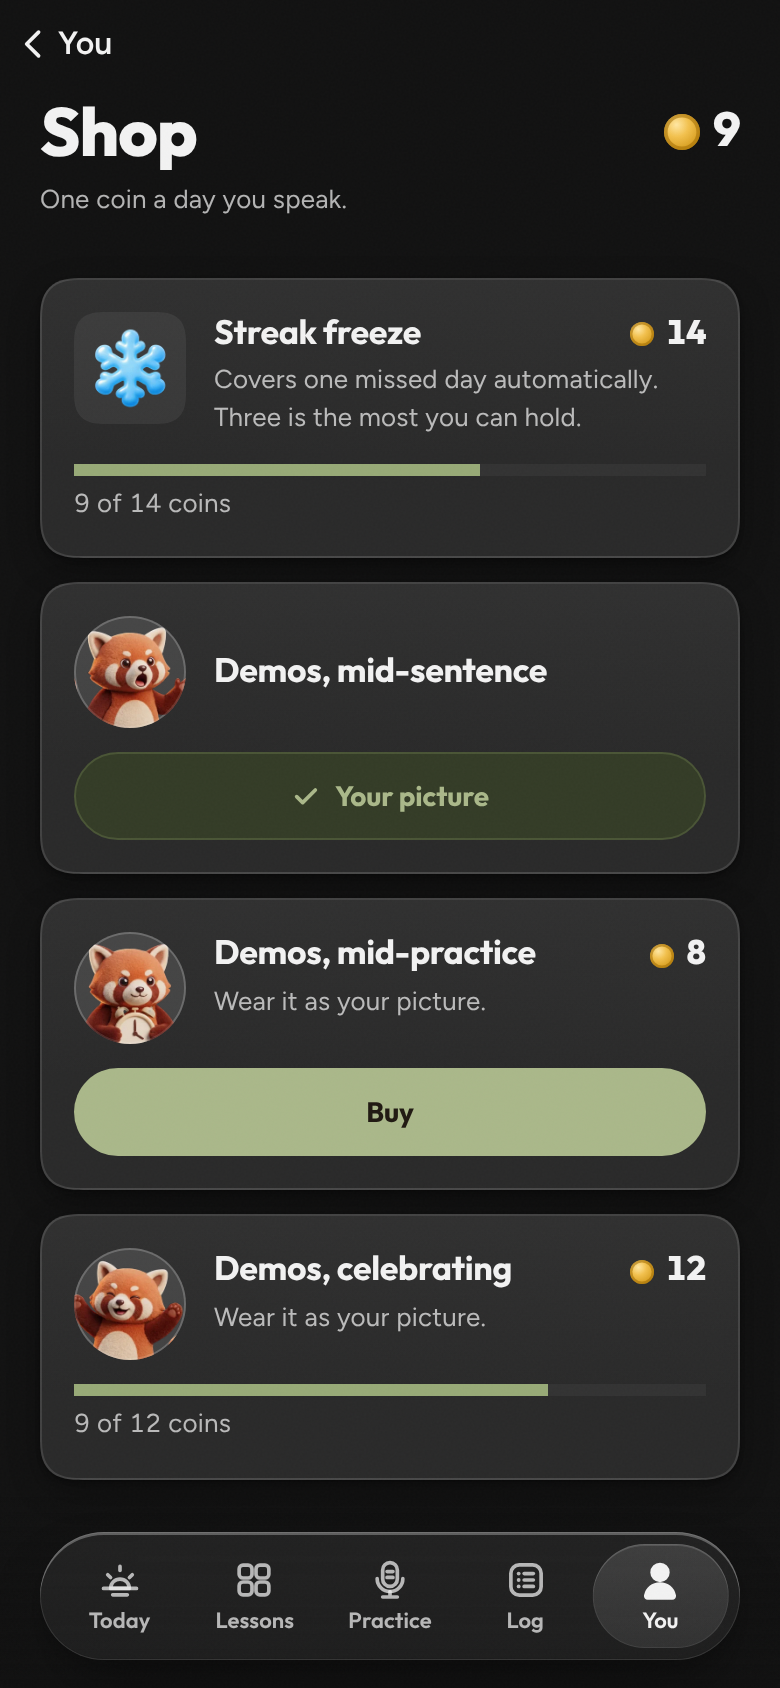 You
Shop
9
One coin a day you speak.
Streak freeze
14
Covers one missed day automatically.
Three is the most you can hold.
9 of 14 coins
Demos, mid-sentence
Your picture
Demos, mid-practice
8
Wear it as your picture.
Buy
Demos, celebrating
12
Wear it as your picture.
9 of 12 coins
Today
Lessons
Practice
Log
You